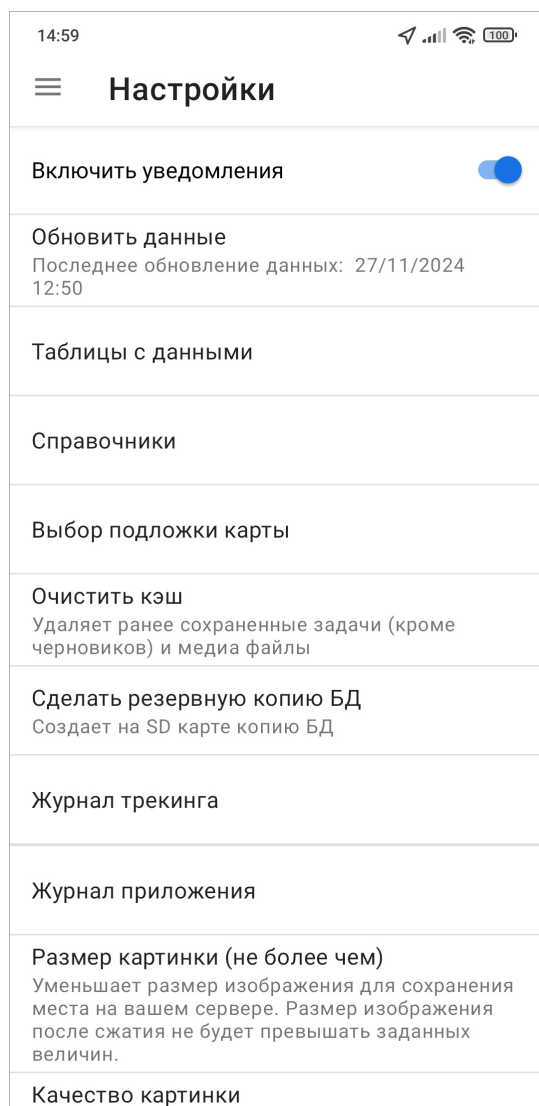 14:59
100
Настройки
Включить уведомления
Обновить данные
Последнее обновление данных: 27/11/2024
12:50
Таблицы с данными
Справочники
Выбор подложки карты
Очистить кэш
Удаляет ранее сохраненные задачи (кроме
черновиков) и медиа файлы
Сделать резервную копию БД
Создает на SD карте копию БД
Журнал трекинга
Журнал приложения
Размер картинки (не более чем)
Уменьшает размер изображения для сохранения
места на вашем сервере. Размер изображения
после сжатия не будет превышать заданных
величин.
Качество картинки